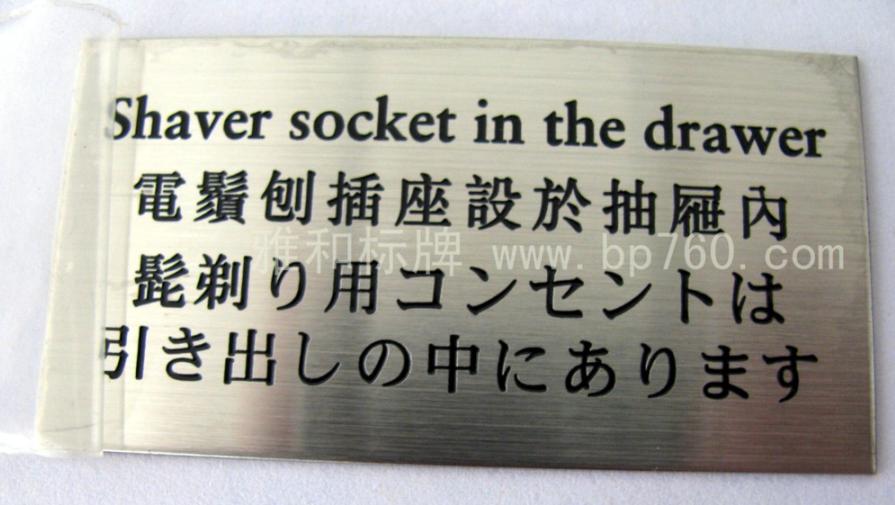 Shaver socket in the drawer
電鬚刨插座設於抽屜內
雅和标牌 www.bp760.com
髭剃り用コンセントは
引き出しの中にあります